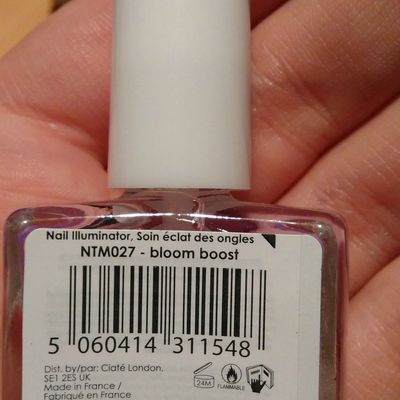 Nail Illuminator, Soin éclat des ongles
NTM027 - bloom boost
5 060414 311548
Dist. by/par: Ciaté London,
SE1 2ES UK
Made in France /
Fabriqué en France
24M
FLAMMABLE